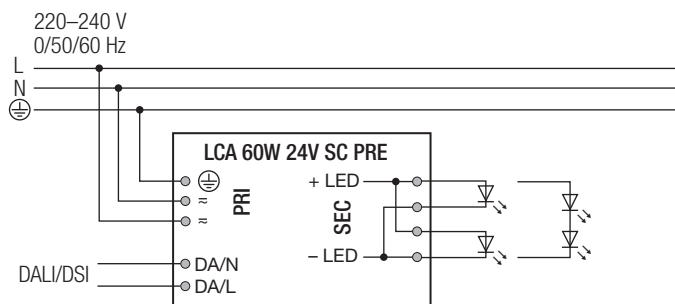 220–240 V
0/50/60 Hz
L
N
LCA 60W 24V SC PRE
PRI
≂
≂
+ LED
SEC
– LED
DALI/DSI
DA/N
DA/L